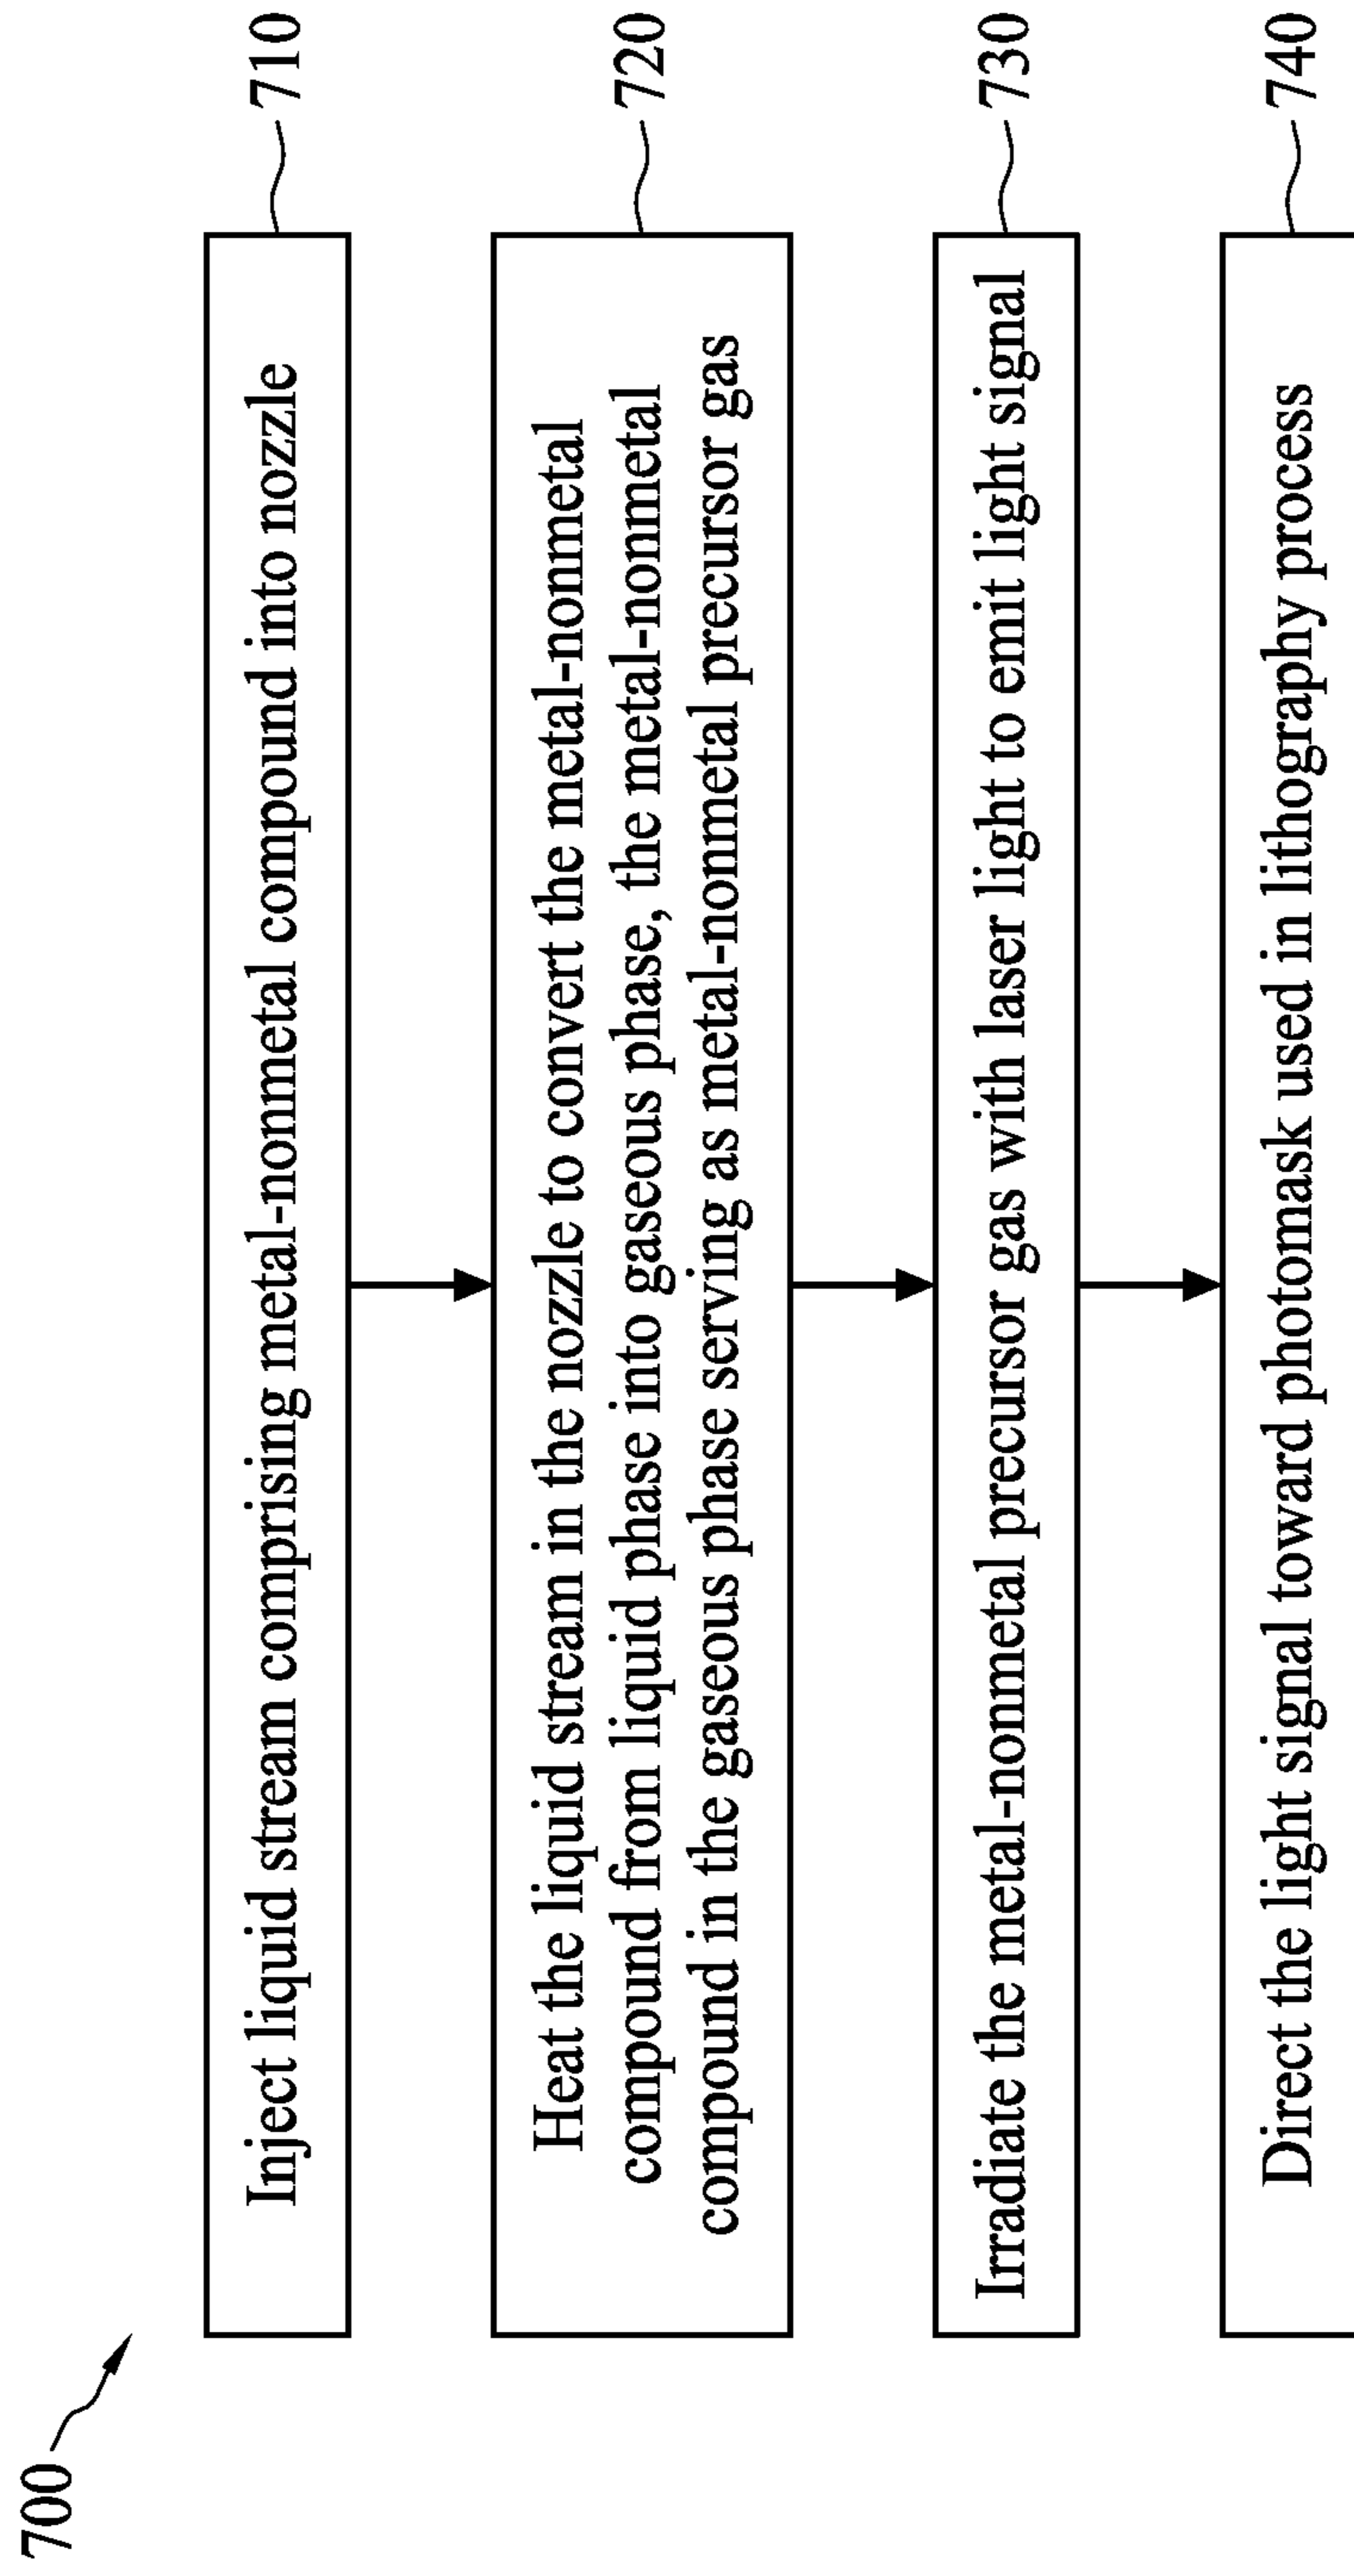 700
Inject liquid stream comprising metal-nonmetal compound into nozzle
710
Heat the liquid stream in the nozzle to convert the metal-nonmetal
compound from liquid phase into gaseous phase, the metal-nonmetal
compound in the gaseous phase serving as metal-nonmetal precursor gas
720
Irradiate the metal-nonmetal precursor gas with laser light to emit light signal
730
Direct the light signal toward photomask used in lithography process
740